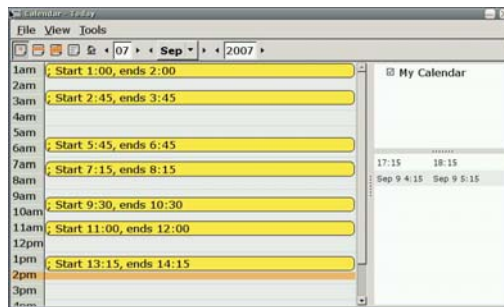 Calendar - Today
File View Tools
07 Sep 2007
1am ; Start 1:00, ends 2:00
2am
3am ; Start 2:45, ends 3:45
4am
5am
6am ; Start 5:45, ends 6:45
7am ; Start 7:15, ends 8:15
8am
9am
10am ; Start 9:30, ends 10:30
11am ; Start 11:00, ends 12:00
12pm
1pm ; Start 13:15, ends 14:15
2pm
3pm
4pm
My Calendar
17:15 18:15
Sep 9 4:15 Sep 9 5:15